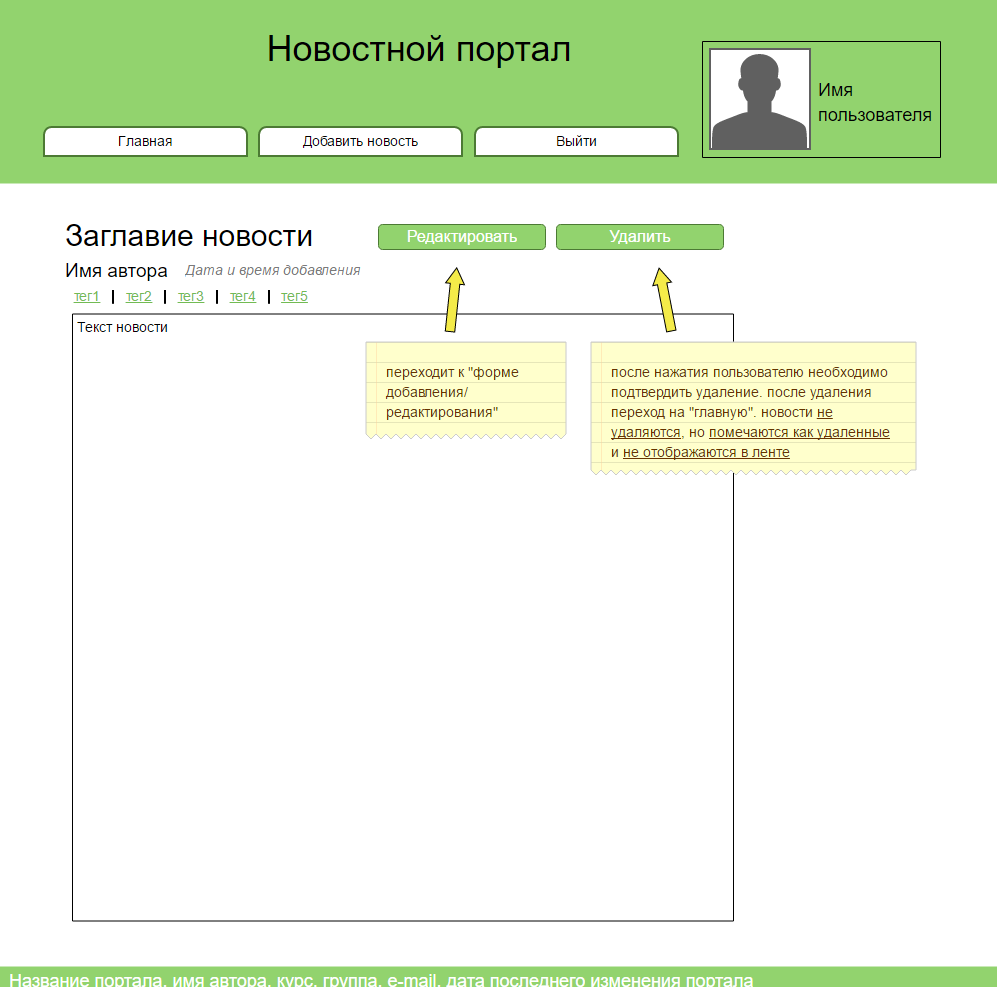 Новостной портал
Имя
пользователя
Главная
Добавить новость
Выйти
Заглавие новости
Редактировать
Удалить
Имя автора
Дата и время добавления
тег1
тег2
тег3
тег4
тег5
Текст новости
переходит к "форме
добавления/
редактирования"
после нажатия пользователю необходимо
подтвердить удаление. после удаления
переход на "главную". новости не
удаляются, но помечаются как удаленные
и не отображаются в ленте
Название портала, имя автора, курс, группа, e-mail, дата последнего изменения портала